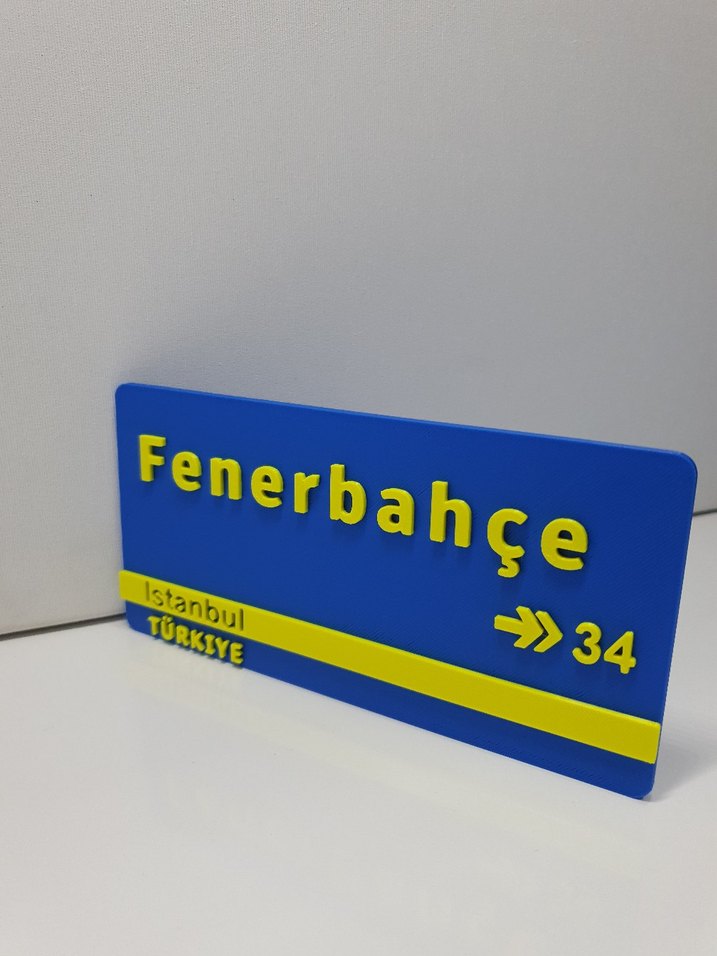 Fenerbahçe
34
Istanbul
TÜRKIYE